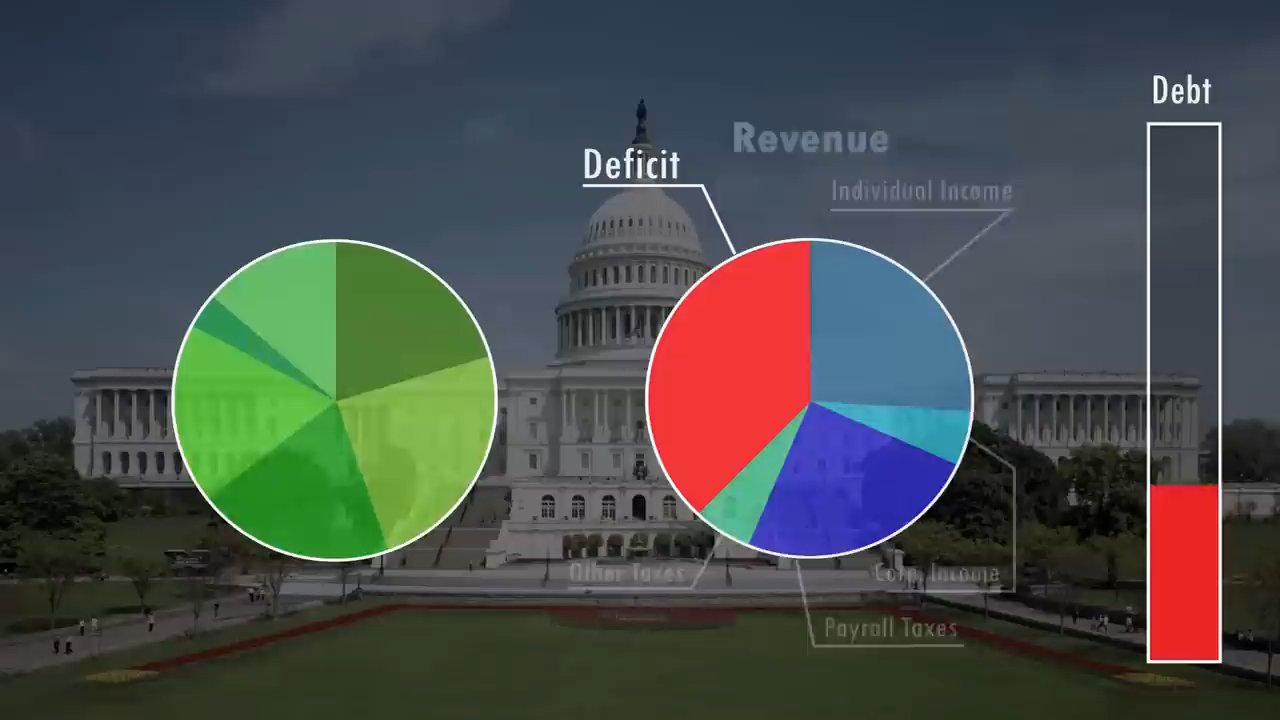 Debt
Revenue
Deficit
Individual Income
Other Taxes
Corp. Income
Payroll Taxes